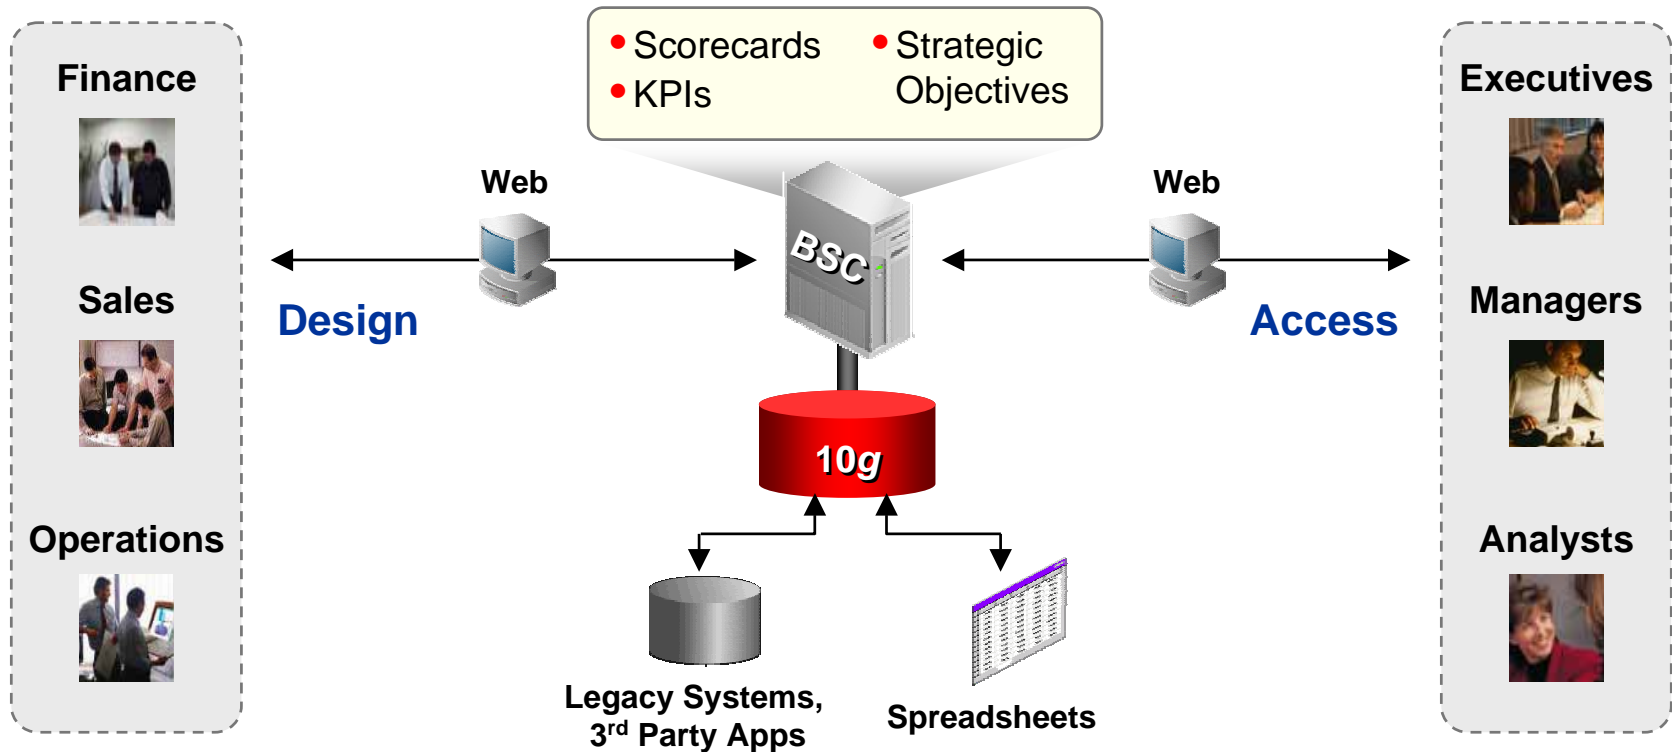 Finance
Sales
Operations
• Scorecards
• KPIs
• Strategic
Objectives
Web
Design
BSC
10g
Legacy Systems,
3rd Party Apps
Spreadsheets
Web
Access
Executives
Managers
Analysts